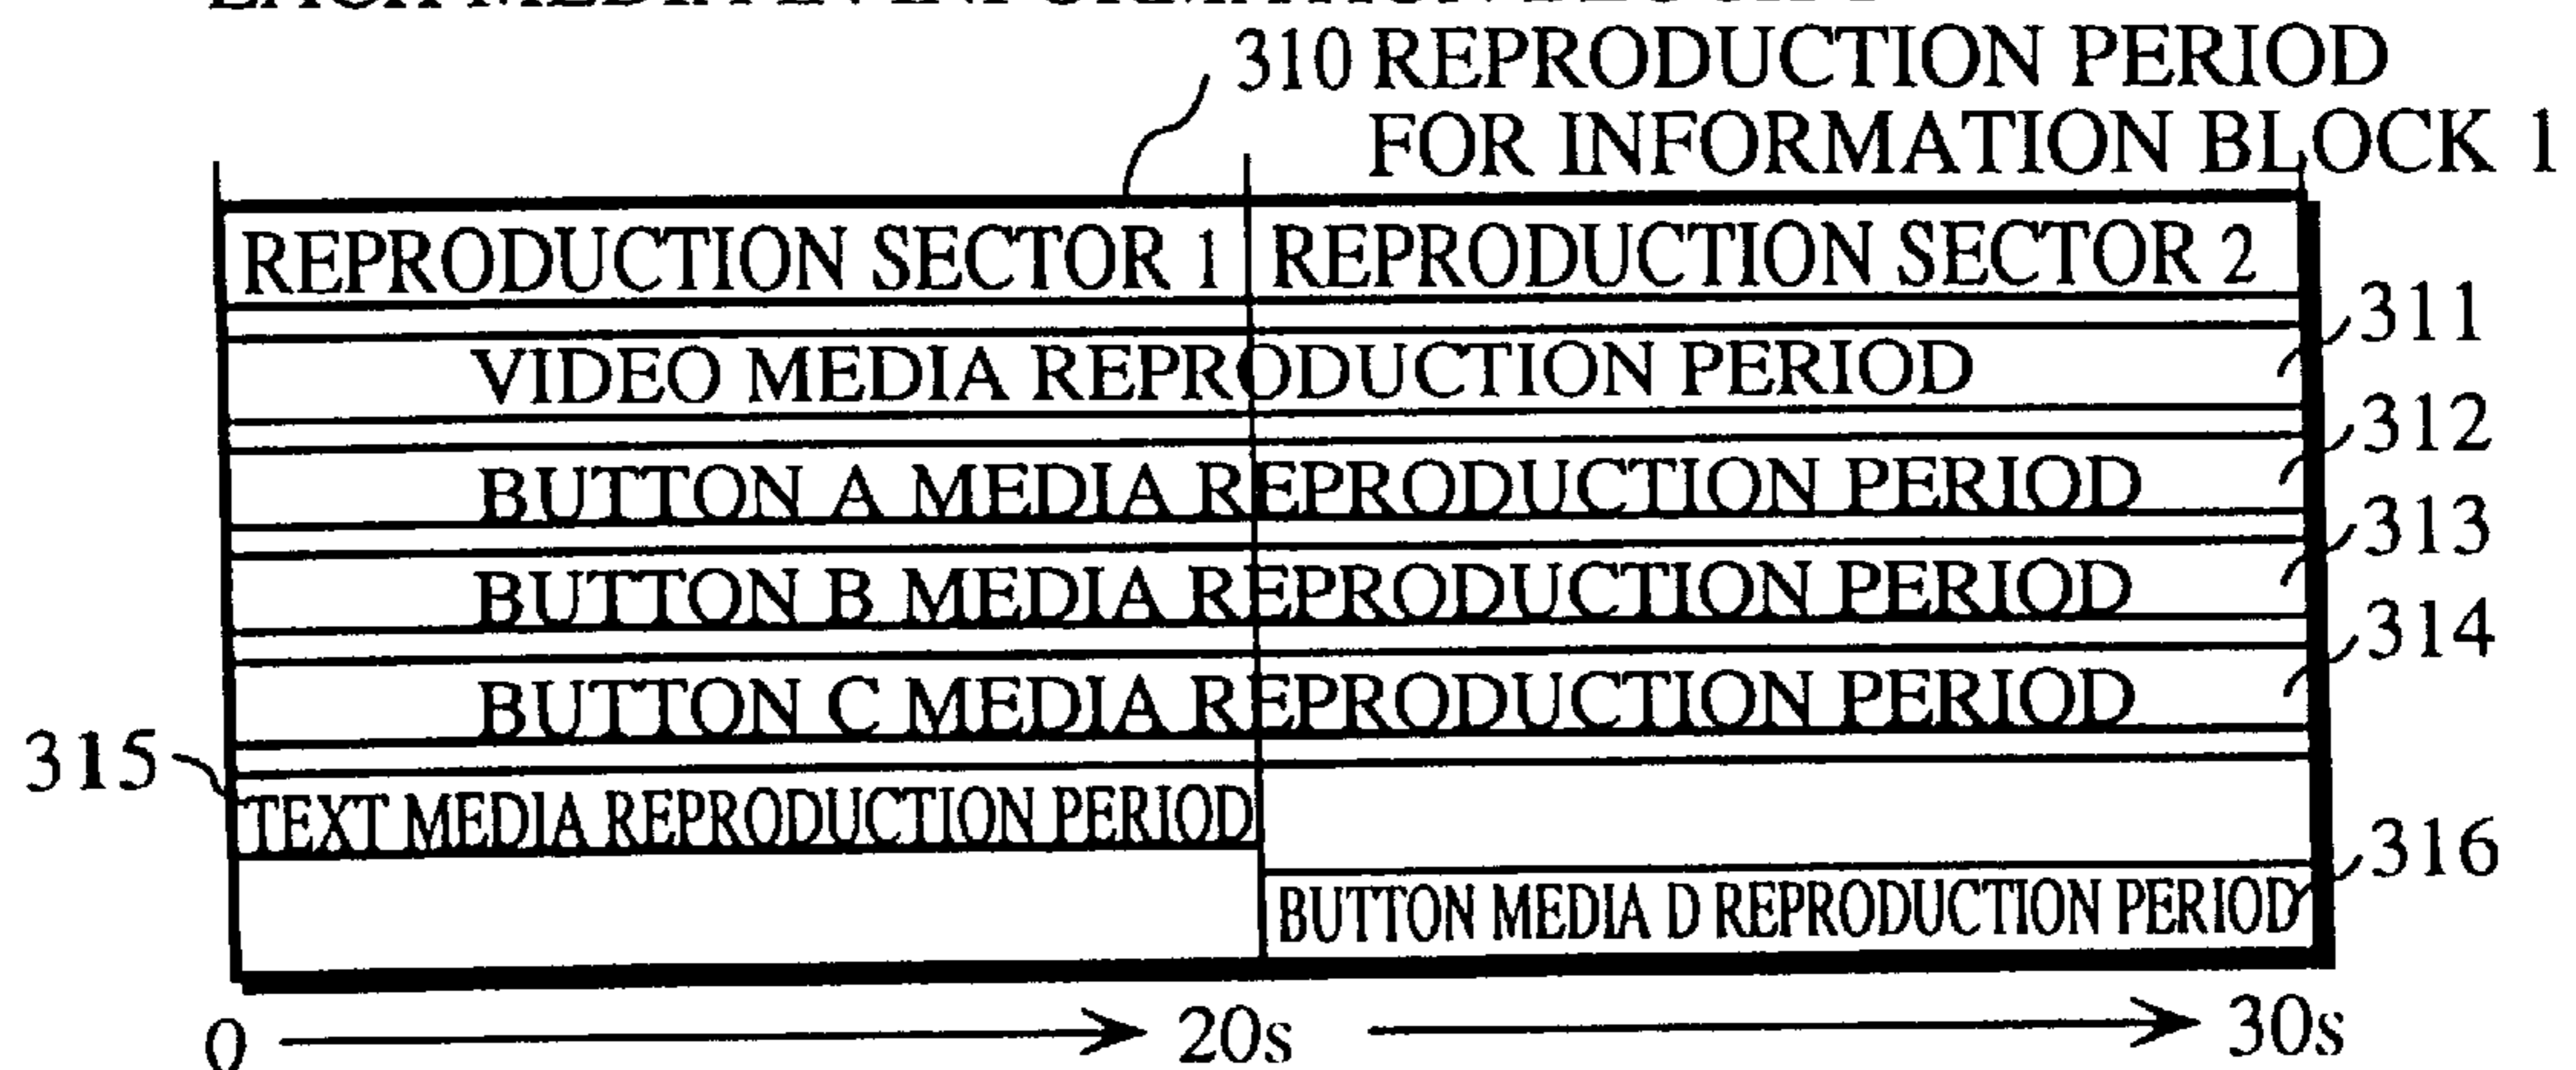 310 REPRODUCTION PERIOD
FOR INFORMATION BLOCK 1
REPRODUCTION SECTOR 1 REPRODUCTION SECTOR 2
311
VIDEO MEDIA REPRODUCTION PERIOD
312
BUTTON A MEDIA REPRODUCTION PERIOD
313
BUTTON B MEDIA REPRODUCTION PERIOD
314
BUTTON C MEDIA REPRODUCTION PERIOD
315
TEXT MEDIA REPRODUCTION PERIOD
316
BUTTON MEDIA D REPRODUCTION PERIOD
0 20s 30s